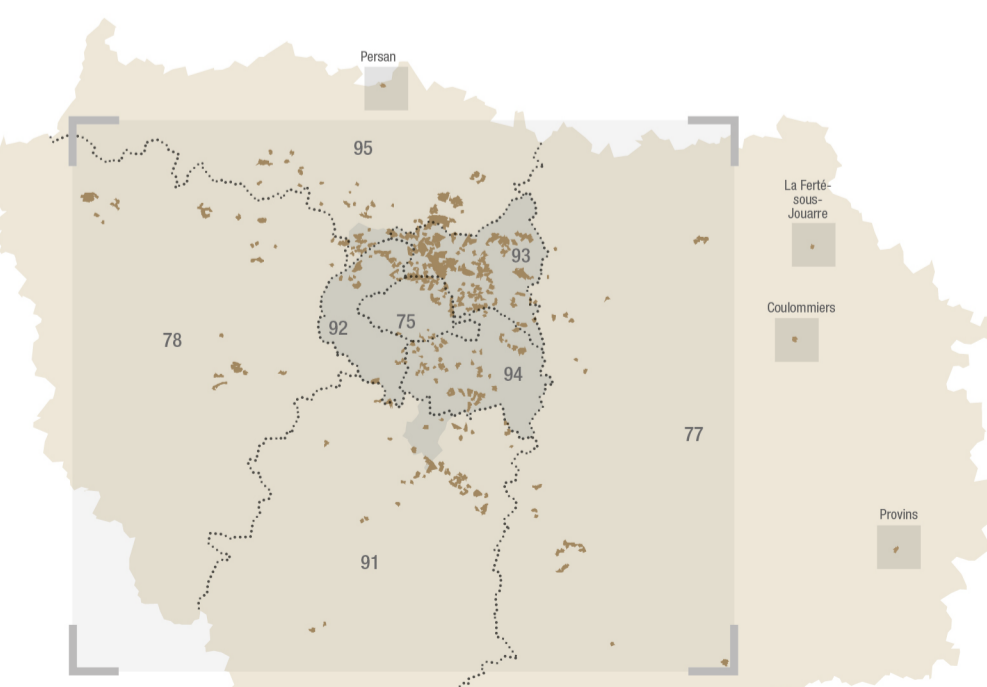 Persan
95
La Ferté-
sous-
Jouarre
93
Coulommiers
92
75
78
94
77
Provins
91